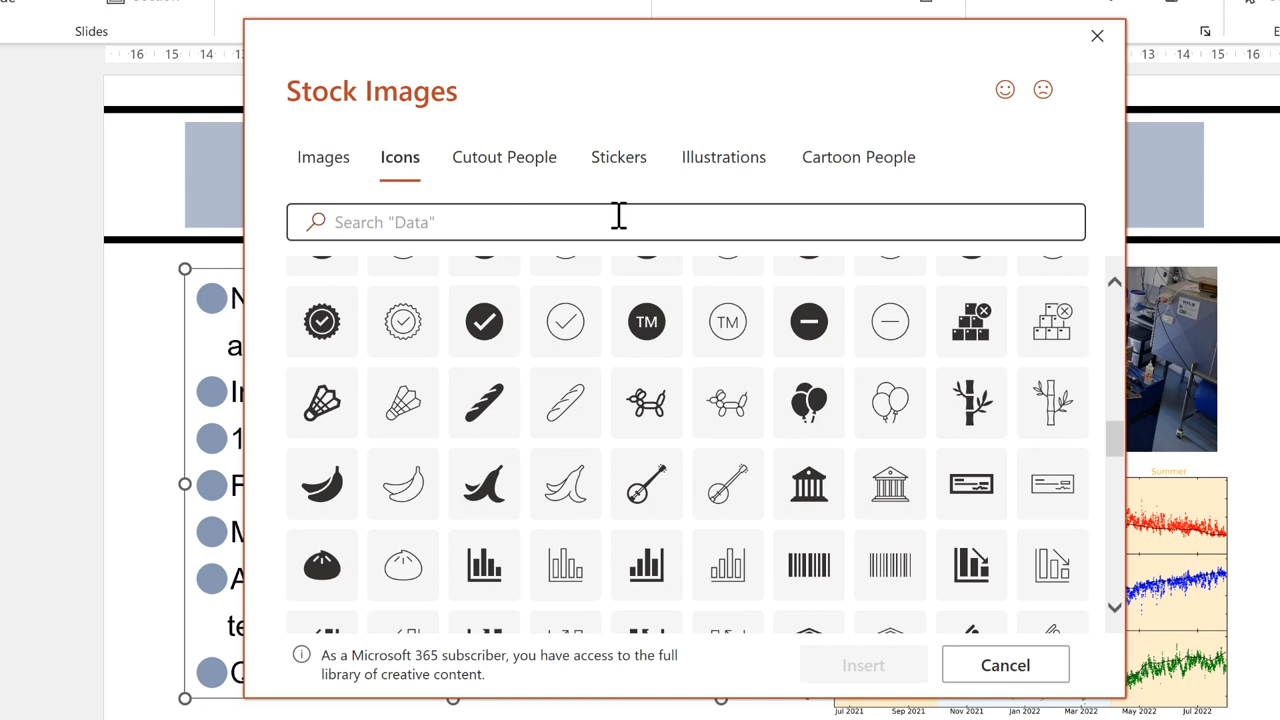 Slides
16 15 14 13
13 14 15 16
Stock Images
Images Icons Cutout People Stickers Illustrations Cartoon People
Search "Data"
TM TM
As a Microsoft 365 subscriber, you have access to the full
library of creative content.
Insert Cancel
Summer
Jul 2021 Sep 2021 Nov 2021 Jan 2022 Mar 2022 May 2022 Jul 2022